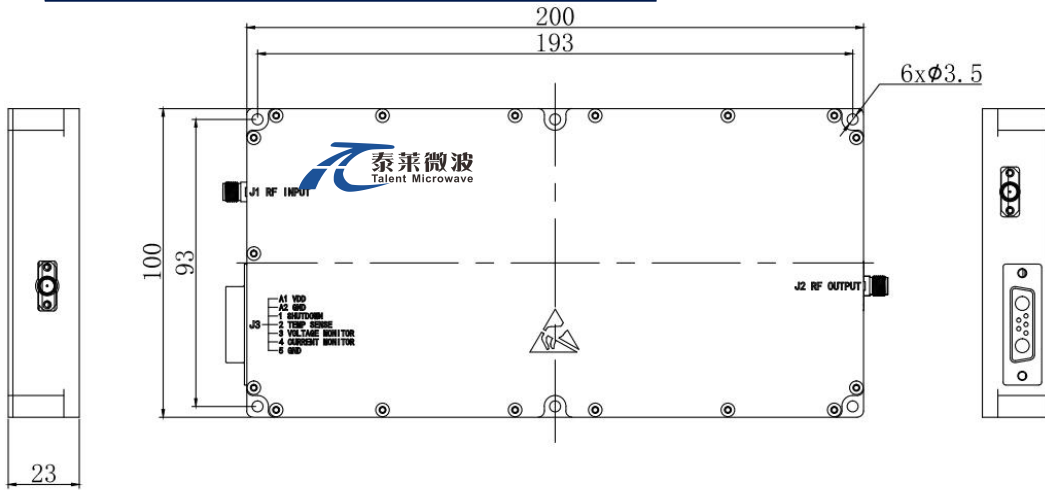 200
193
6xϕ3.5
泰莱微波
Talent Microwave
J1 RF INPUT
100
93
J2 RF OUTPUT
A1 VDD
A2 GND
1 SHUTDOWN
J3
2 TEMP SENSE
3 VOLTAGE MONITOR
4 CURRENT MONITOR
5 GND
23